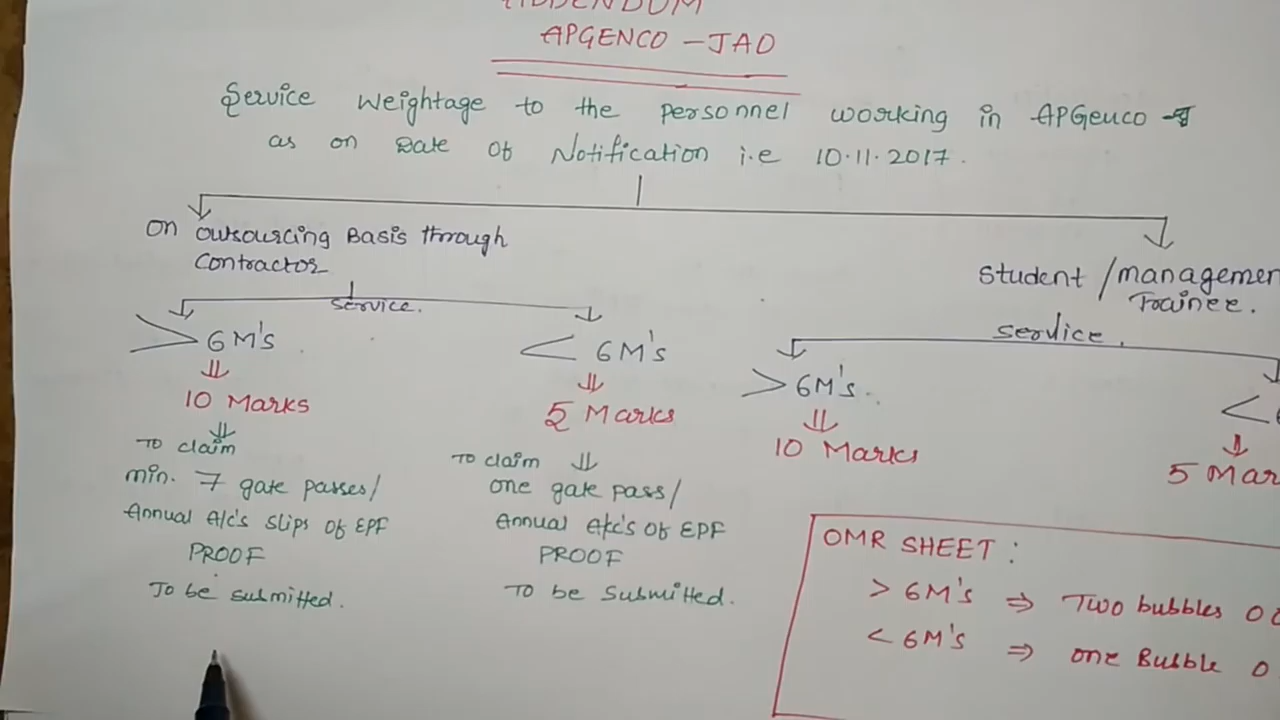 ADDENDUM
APGENCO - JAO
Service weightage to the personnel working in APGenco
as on Date of Notification i.e 10.11.2017.
On outsourcing Basis through
Contractor
Service.
> 6 M's
10 Marks
To claim
min. 7 gate passes/
Annual A/c's Slips of EPF
PROOF
To be submitted.
< 6 M's
5 Marks
To claim
one gate pass/
Annual A/c's of EPF
PROOF
To be Submitted.
Student /managemen
Trainee.
service.
> 6M's.
10 Marks
<
5 Mar
OMR SHEET :
> 6M's ⇒ Two bubbles O
< 6M's ⇒ one Bubble O